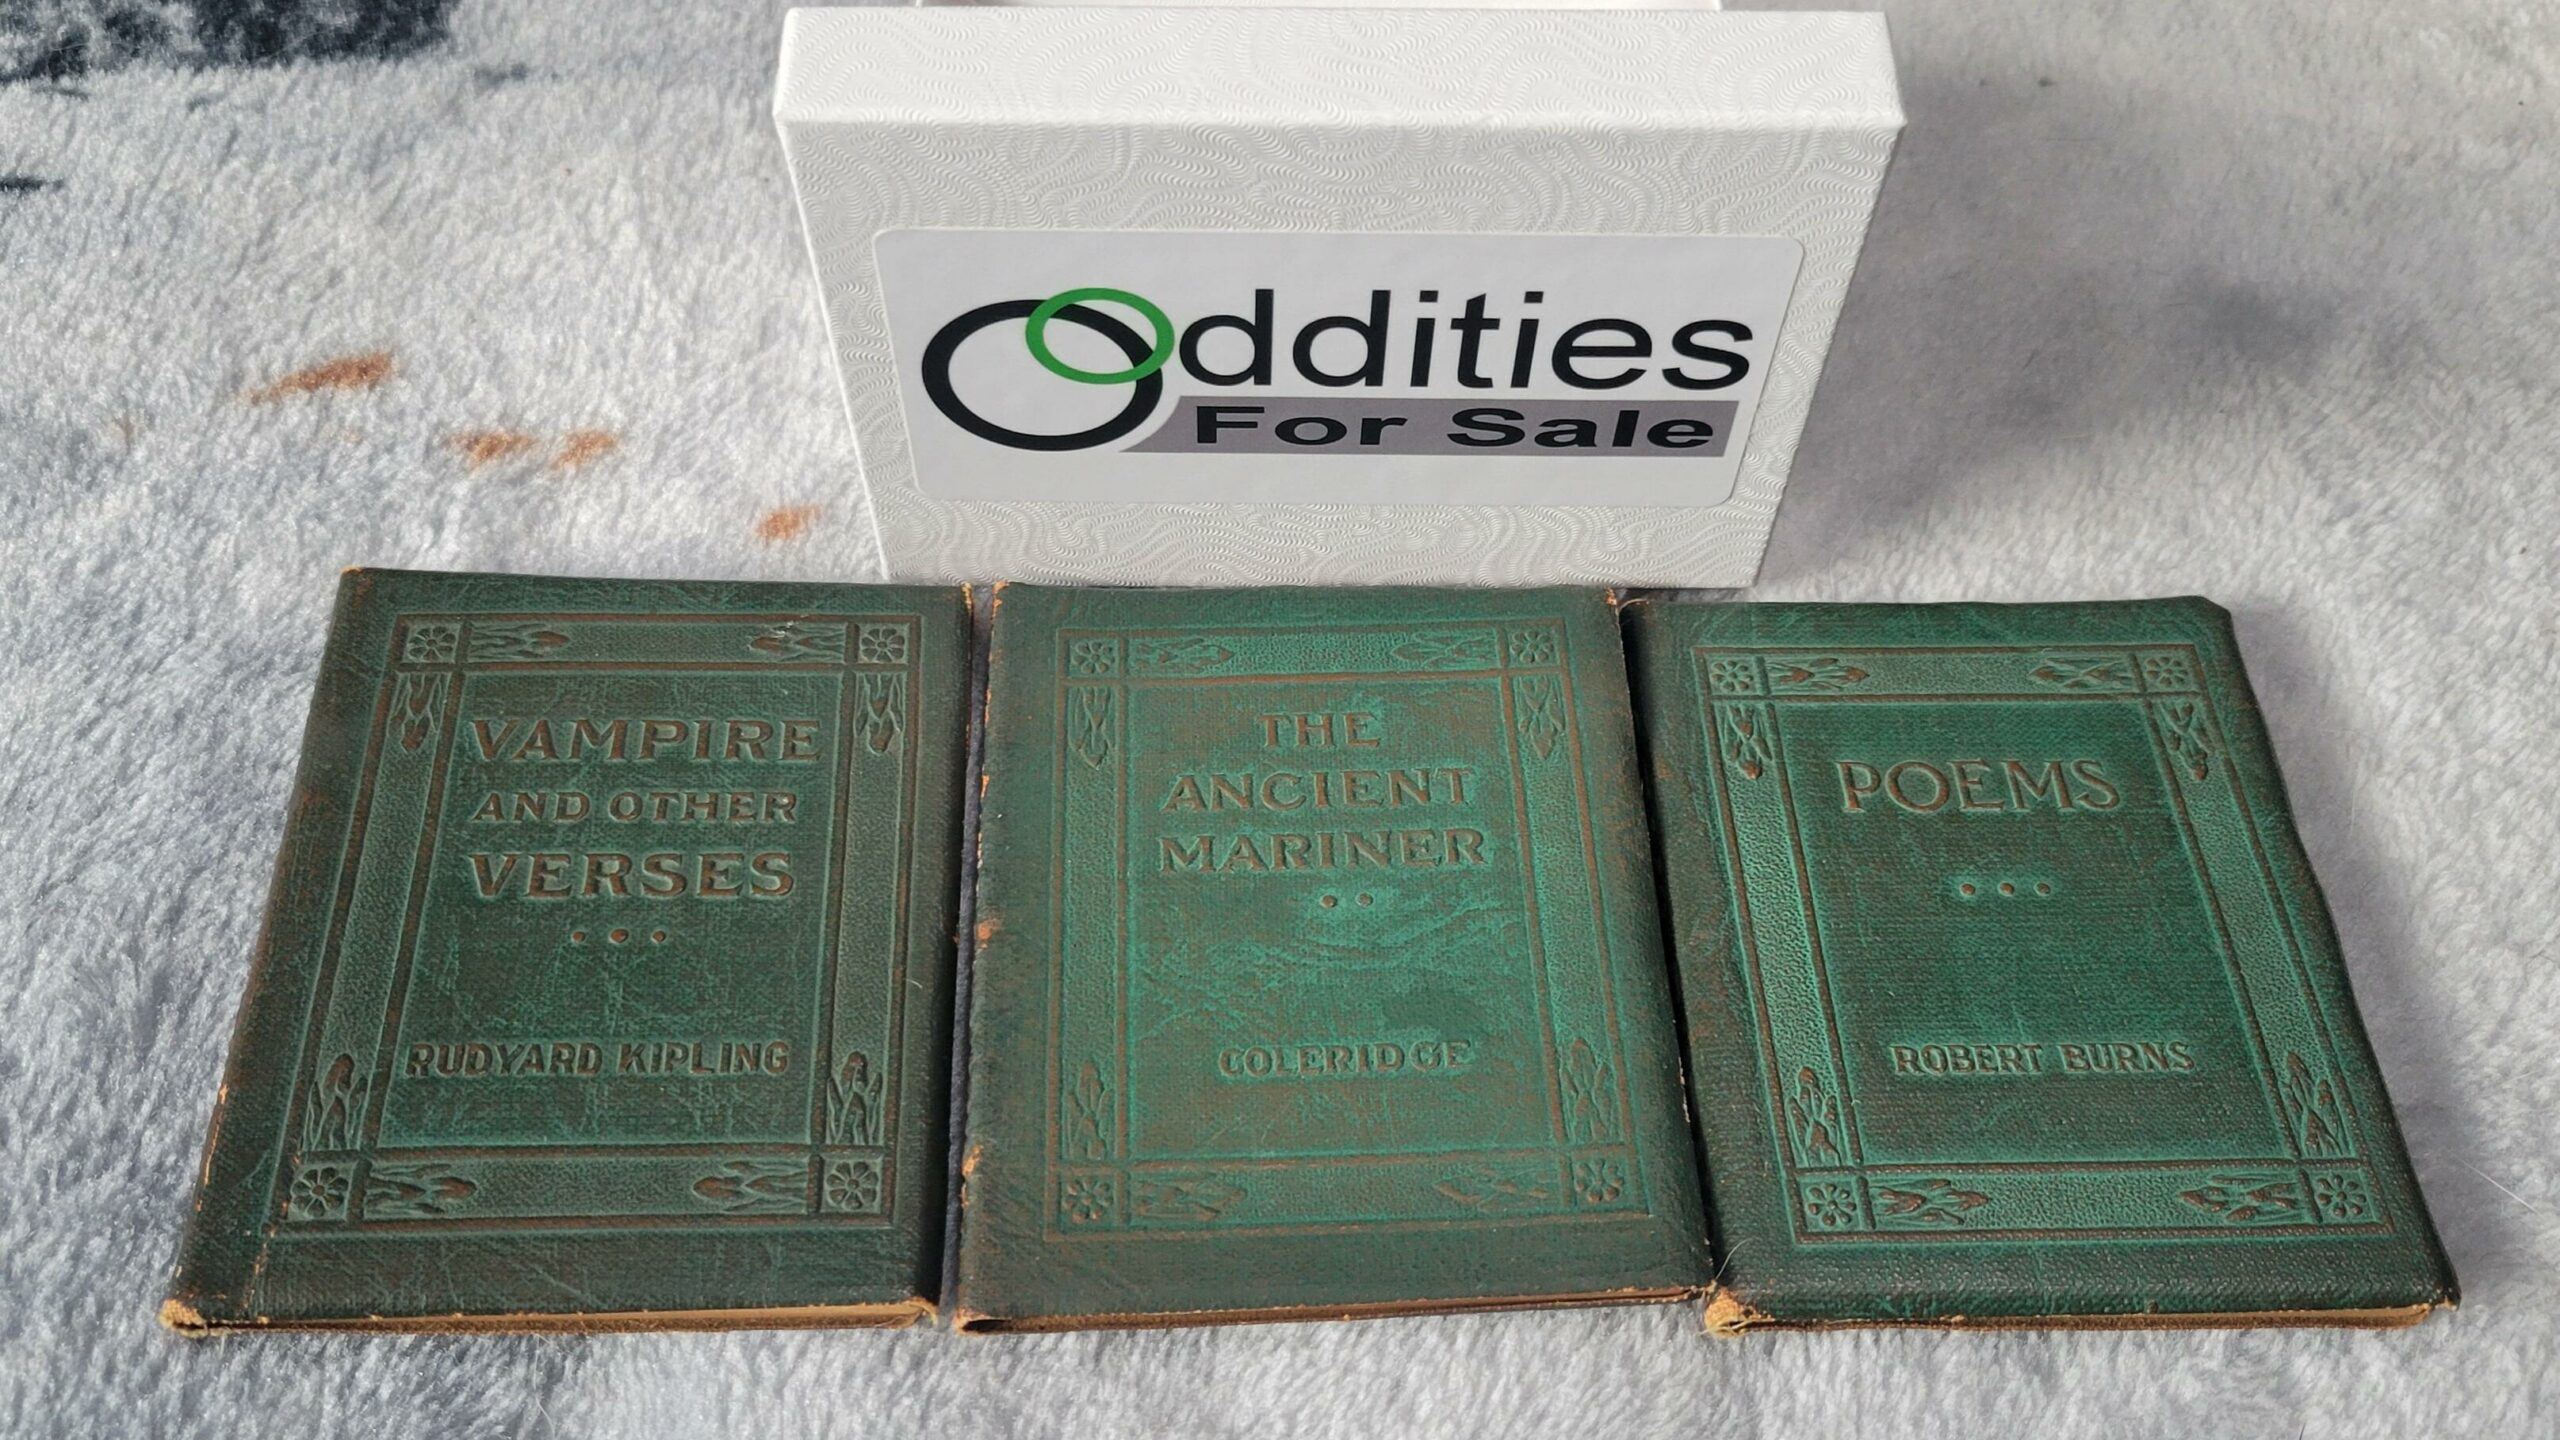 Oddities
For Sale
VAMPIRE
AND OTHER
VERSES
RUDYARD KIPLING
THE
ANCIENT
MARINER
COLERIDGE
POEMS
ROBERT BURNS